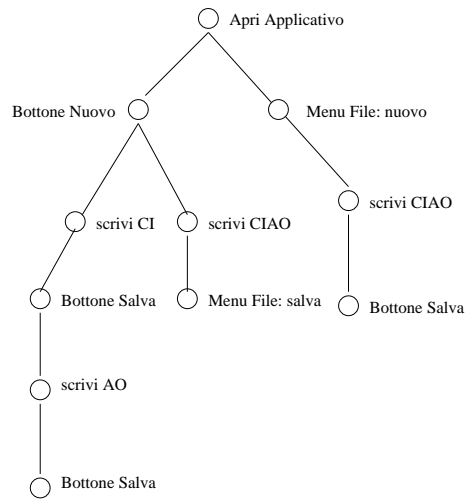 Apri Applicativo
Bottone Nuovo
Menu File: nuovo
scrivi CI
scrivi CIAO
scrivi CIAO
Bottone Salva
Menu File: salva
Bottone Salva
scrivi AO
Bottone Salva